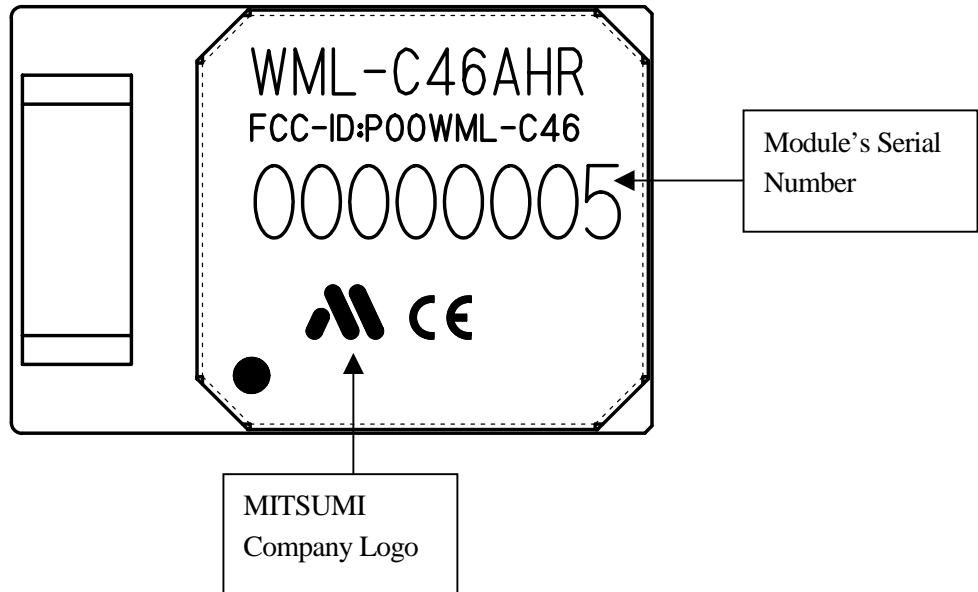 WML-C46AHR
FCC-ID:POOWML-C46
00000005
CE
Module's Serial
Number
MITSUMI
Company Logo